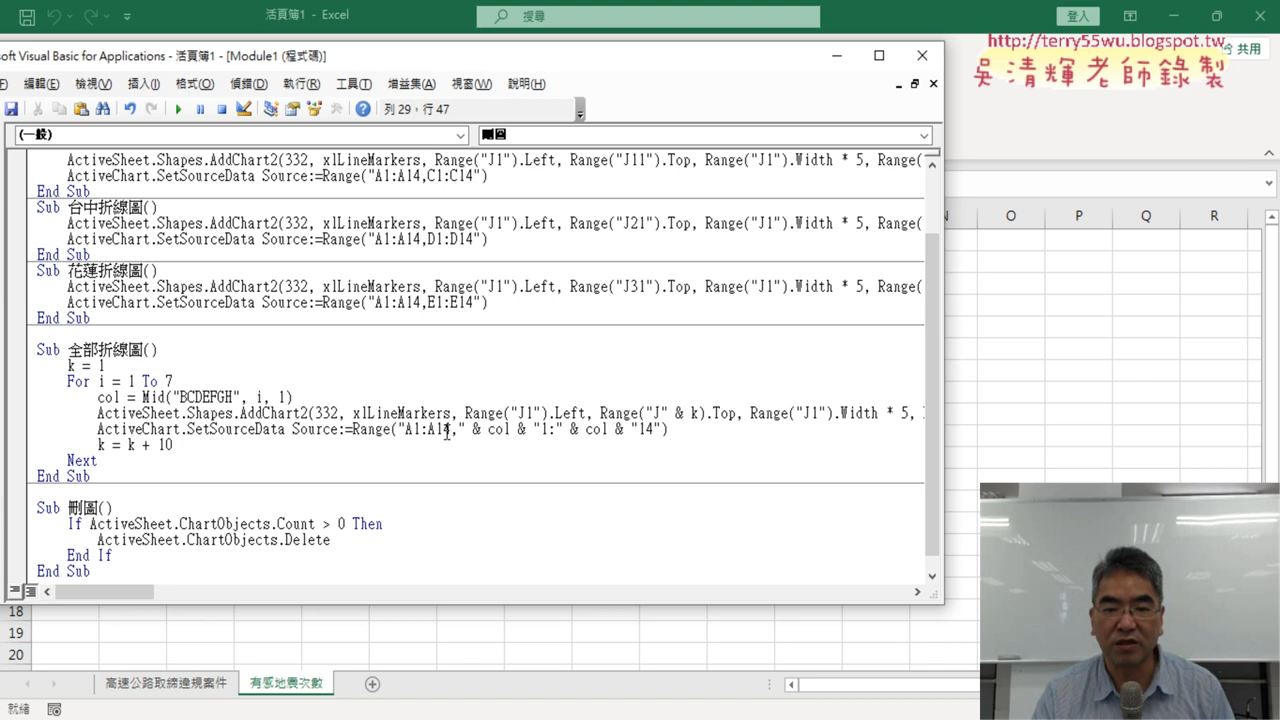 活頁簿1 - Excel
搜尋
登入
http://terry55wu.blogspot.tw
共用
吳清輝老師錄製
soft Visual Basic for Applications - 活頁簿1 - [Module1 (程式碼)]
編輯(E) 檢視(V) 插入(I) 格式(O) 偵錯(D) 執行(R) 工具(T) 增益集(A) 視窗(W) 說明(H)
列 29，行 47
(一般)
刪圖
N O P Q R
ActiveSheet.Shapes.AddChart2(332, xlLineMarkers, Range("J1").Left, Range("J11").Top, Range("J1").Width * 5, Range(
ActiveChart.SetSourceData Source:=Range("A1:A14,C1:C14")
End Sub
Sub 台中折線圖()
ActiveSheet.Shapes.AddChart2(332, xlLineMarkers, Range("J1").Left, Range("J21").Top, Range("J1").Width * 5, Range(
ActiveChart.SetSourceData Source:=Range("A1:A14,D1:D14")
End Sub
Sub 花蓮折線圖()
ActiveSheet.Shapes.AddChart2(332, xlLineMarkers, Range("J1").Left, Range("J31").Top, Range("J1").Width * 5, Range(
ActiveChart.SetSourceData Source:=Range("A1:A14,E1:E14")
End Sub
Sub 全部折線圖()
k = 1
For i = 1 To 7
col = Mid("BCDEFGH", i, 1)
ActiveSheet.Shapes.AddChart2(332, xlLineMarkers, Range("J1").Left, Range("J" & k).Top, Range("J1").Width * 5,
ActiveChart.SetSourceData Source:=Range("A1:A14," & col & "1:" & col & "14")
k = k + 10
Next
End Sub
Sub 刪圖()
If ActiveSheet.ChartObjects.Count > 0 Then
ActiveSheet.ChartObjects.Delete
End If
End Sub
18
19
20
高速公路取締違規案件 有感地震次數
就緒